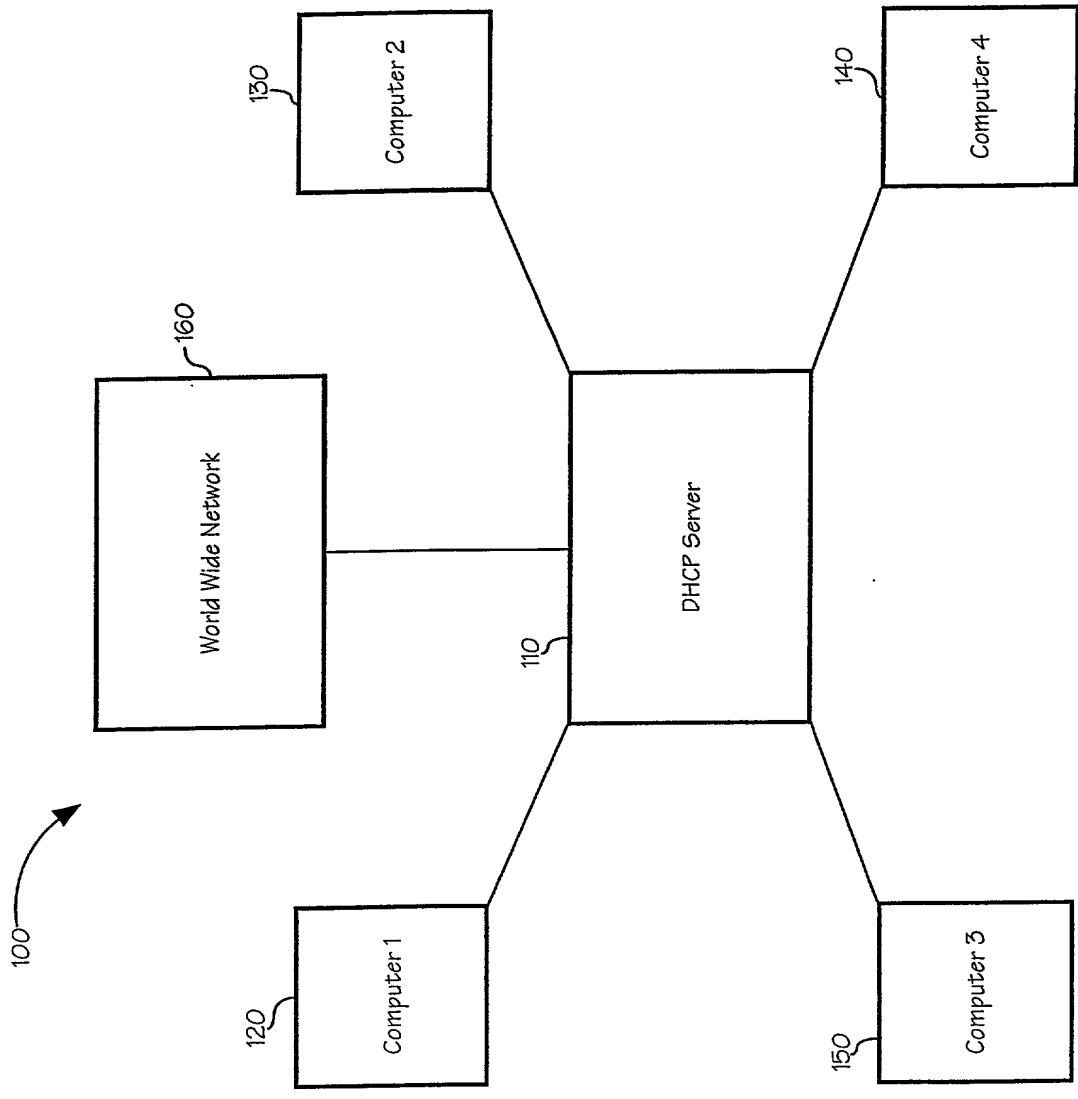 100
World Wide Network
160
120
Computer 1
130
Computer 2
110
DHCP Server
150
Computer 3
140
Computer 4